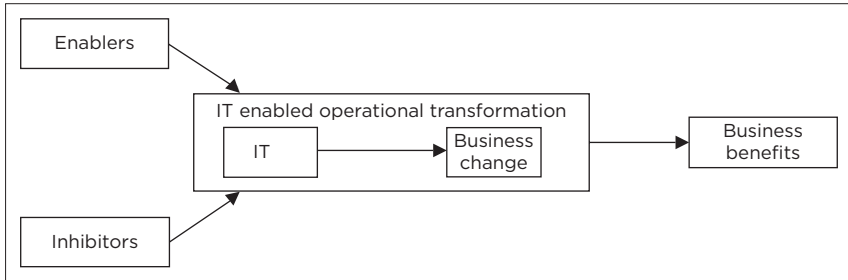 Enablers
IT enabled operational transformation
IT
Business
change
Business
benefits
Inhibitors